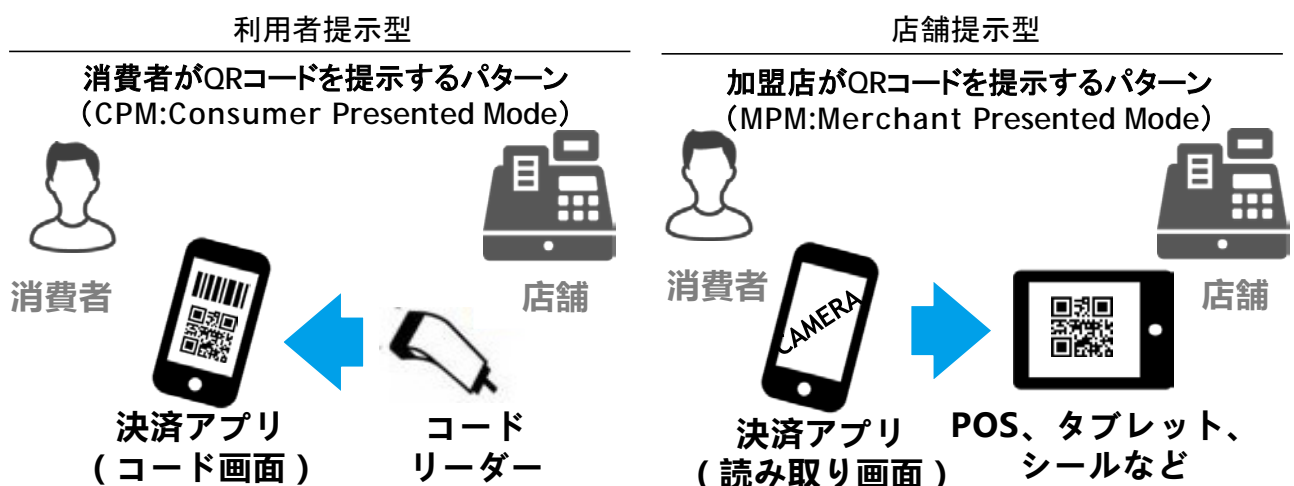 利用者提示型
消費者がQRコードを提示するパターン
（CPM:Consumer Presented Mode）
消費者
店舗
決済アプリ
(コード画面)
コード
リーダー
店舗提示型
加盟店がQRコードを提示するパターン
（MPM:Merchant Presented Mode）
消費者
CAMERA
店舗
決済アプリ
(読み取り画面)
POS、タブレット、
シールなど